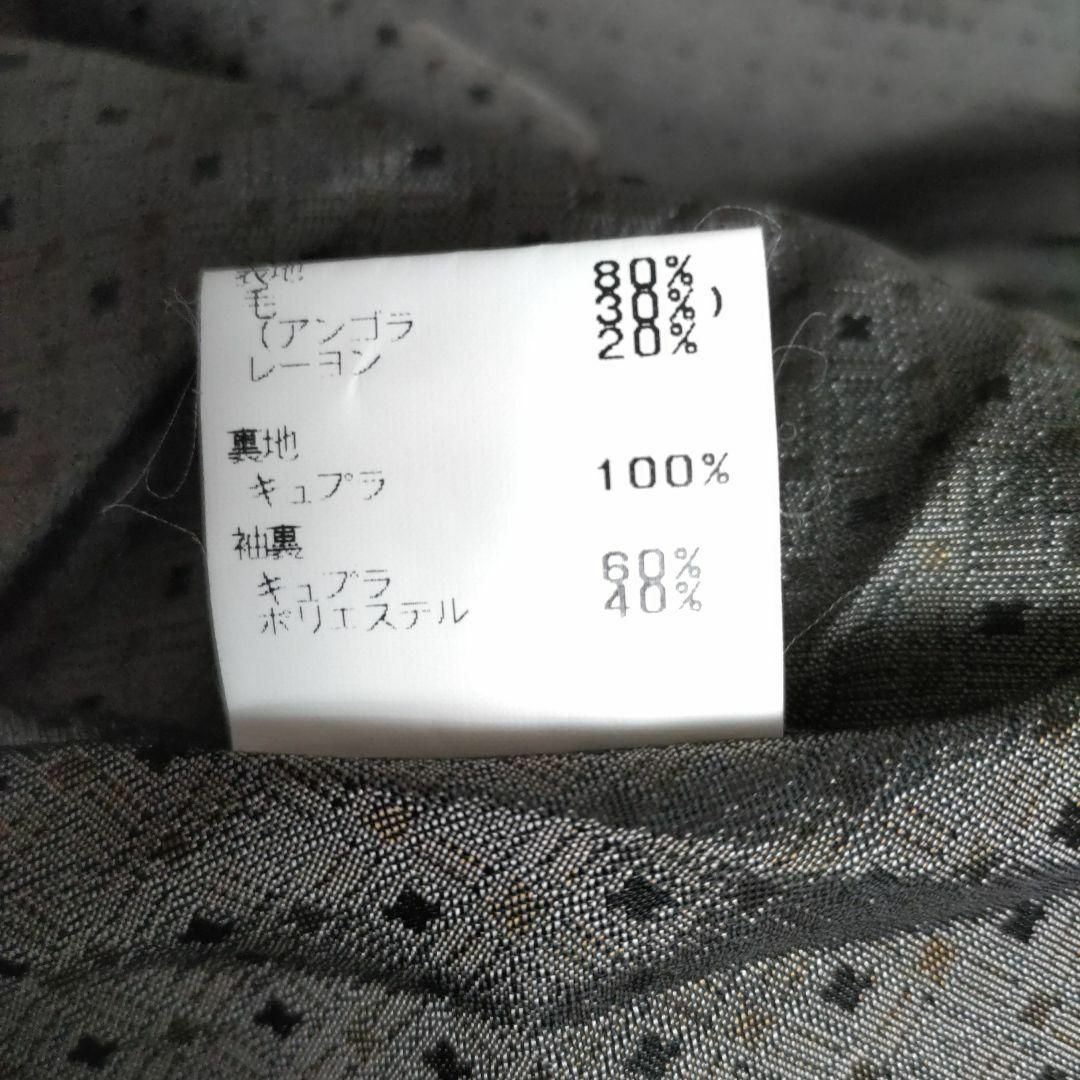 表地
毛 80%
(アンゴラ 30%)
レーヨン 20%
裏地
キュプラ 100%
袖裏
キュプラ 60%
ポリエステル 40%